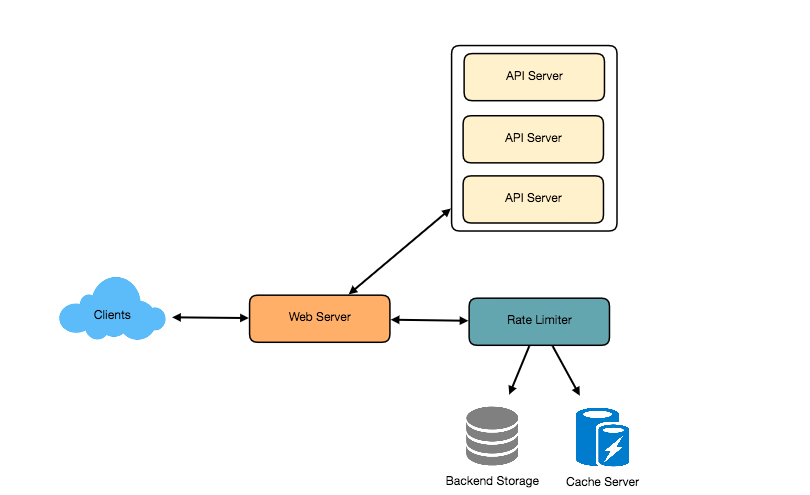 API Server
API Server
API Server
Clients
Web Server
Rate Limiter
Backend Storage
Cache Server